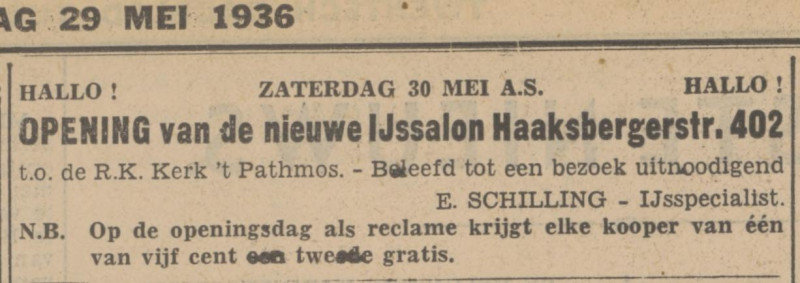 AG 29 MEI 1936
HALLO! ZATERDAG 30 MEI A.S. HALLO!
OPENING van de nieuwe IJssalon Haaksbergerstr. 402
t.o. de R.K. Kerk 't Pathmos. - Beleefd tot een bezoek uitnoodigend
E. SCHILLING - IJsspecialist.
N.B. Op de openingsdag als reclame krijgt elke kooper van één
van vijf cent een tweede gratis.